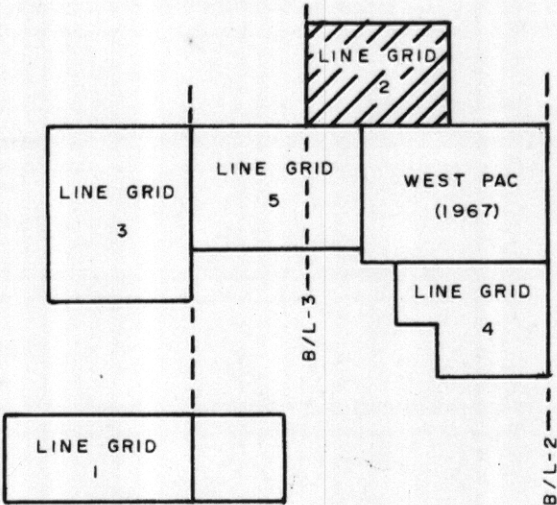 LINE GRID
2
LINE GRID
5
WEST PAC
(1967)
LINE GRID
3
LINE GRID
4
B/L-3
LINE GRID
1
B/L-2